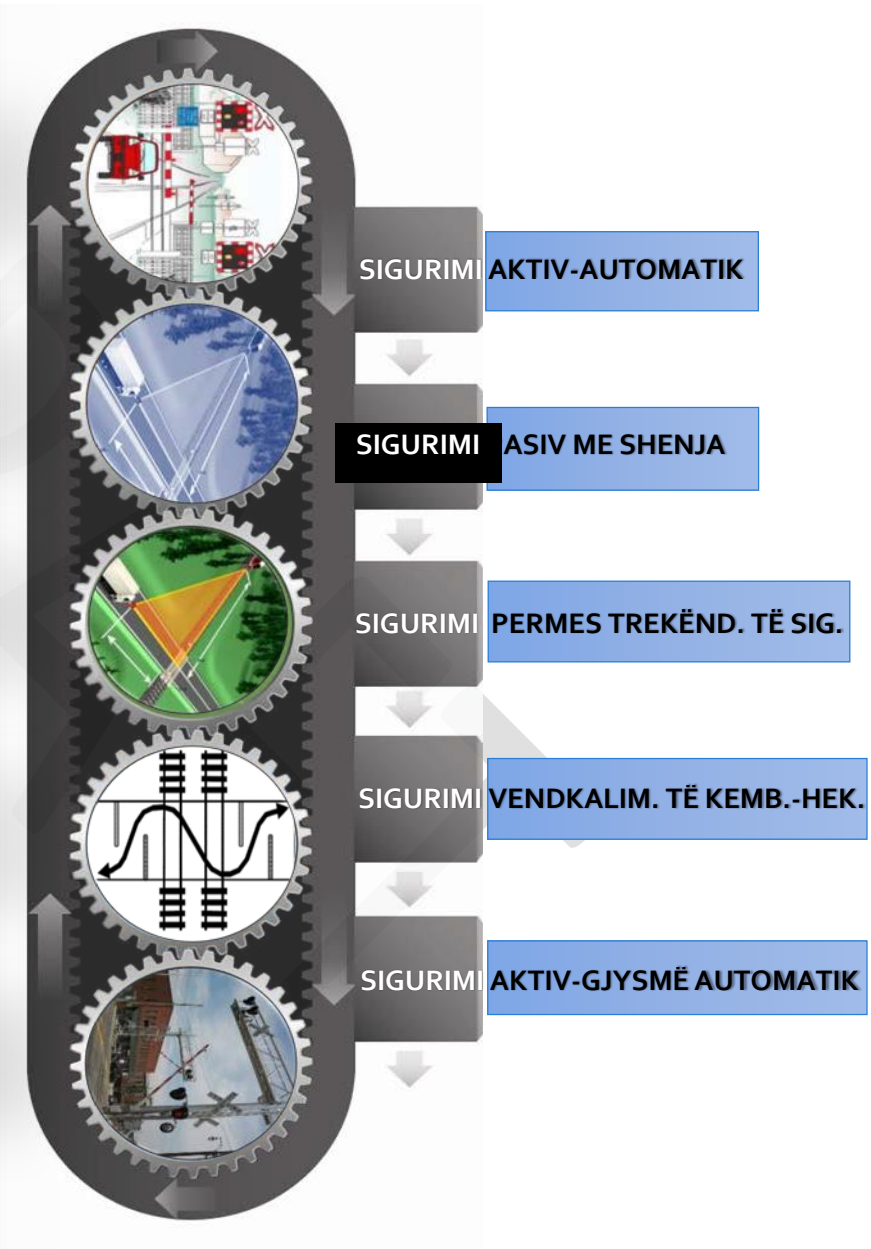 SIGURIMI AKTIV-AUTOMATIK
SIGURIMI ASIV ME SHENJA
SIGURIMI PERMES TREKËND. TË SIG.
SIGURIMI VENDKALIM. TË KEMB.-HEK.
SIGURIMI AKTIV-GJYSMË AUTOMATIK